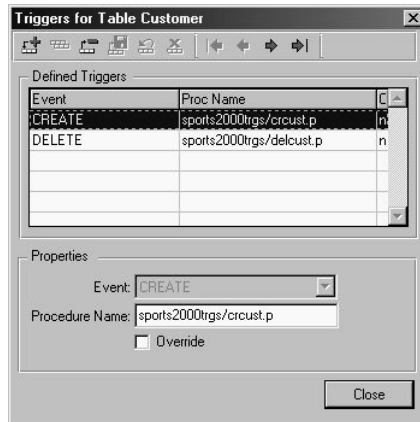 Triggers for Table Customer
Defined Triggers
Event Proc Name C
CREATE sports2000trgs/crcust.p n
DELETE sports2000trgs/delcust.p n
Properties
Event: CREATE
Procedure Name: sports2000trgs/crcust.p
Override
Close